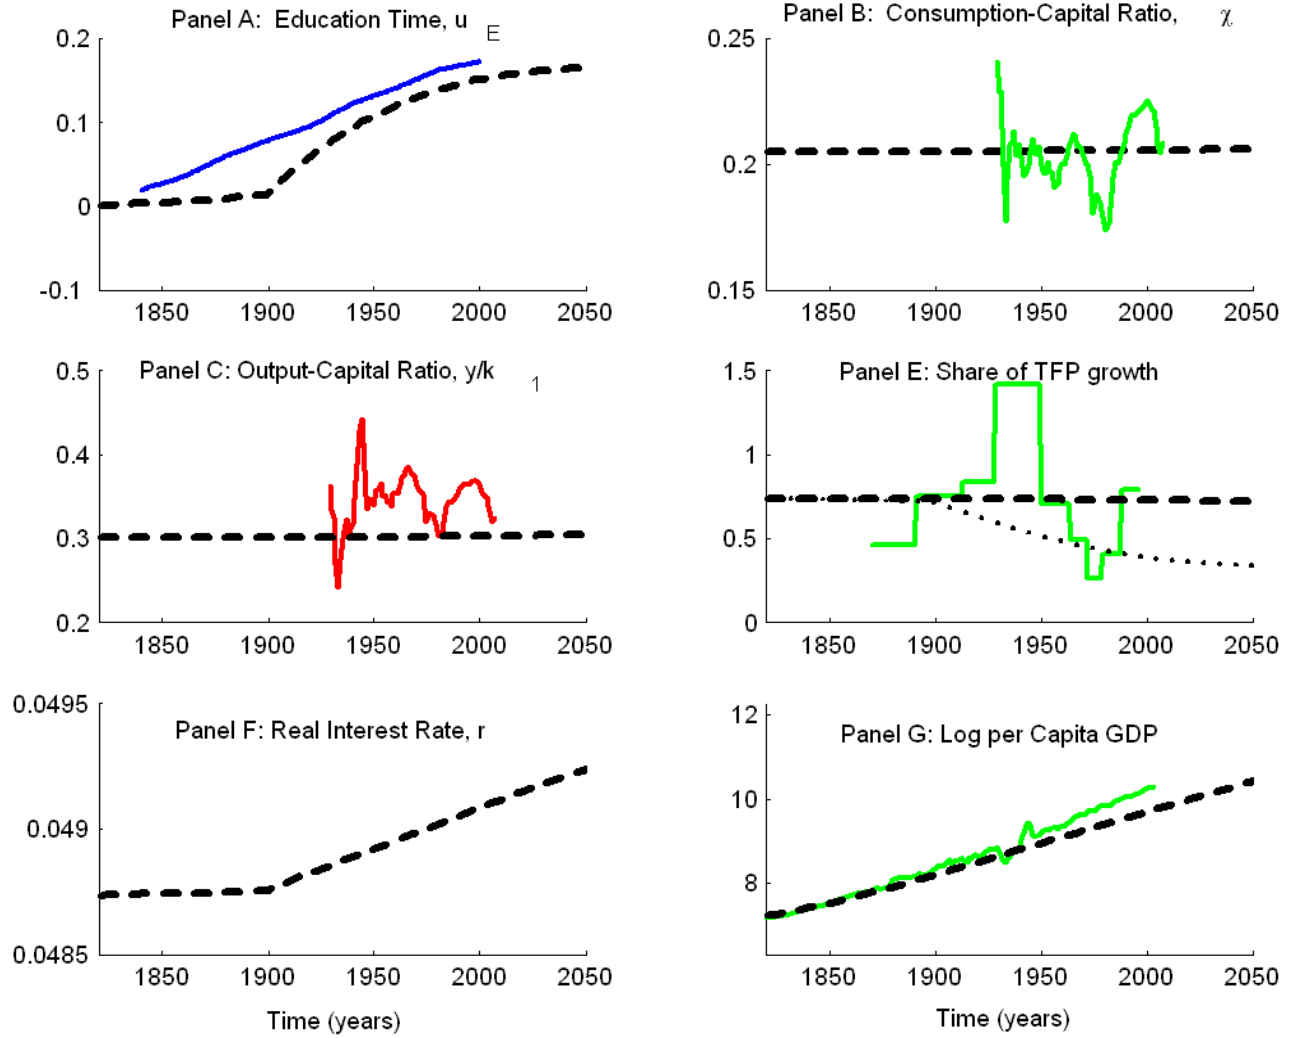 Panel A: Education Time, u E
Panel B: Consumption-Capital Ratio, χ
0.2
0.1
0
-0.1
1850 1900 1950 2000 2050
0.25
0.2
0.15
1850 1900 1950 2000 2050
Panel C: Output-Capital Ratio, y/k 1
Panel E: Share of TFP growth
0.5
0.4
0.3
0.2
1850 1900 1950 2000 2050
1.5
1
0.5
0
1850 1900 1950 2000 2050
Panel F: Real Interest Rate, r
Panel G: Log per Capita GDP
0.0495
0.049
0.0485
1850 1900 1950 2000 2050
Time (years)
12
10
8
1850 1900 1950 2000 2050
Time (years)